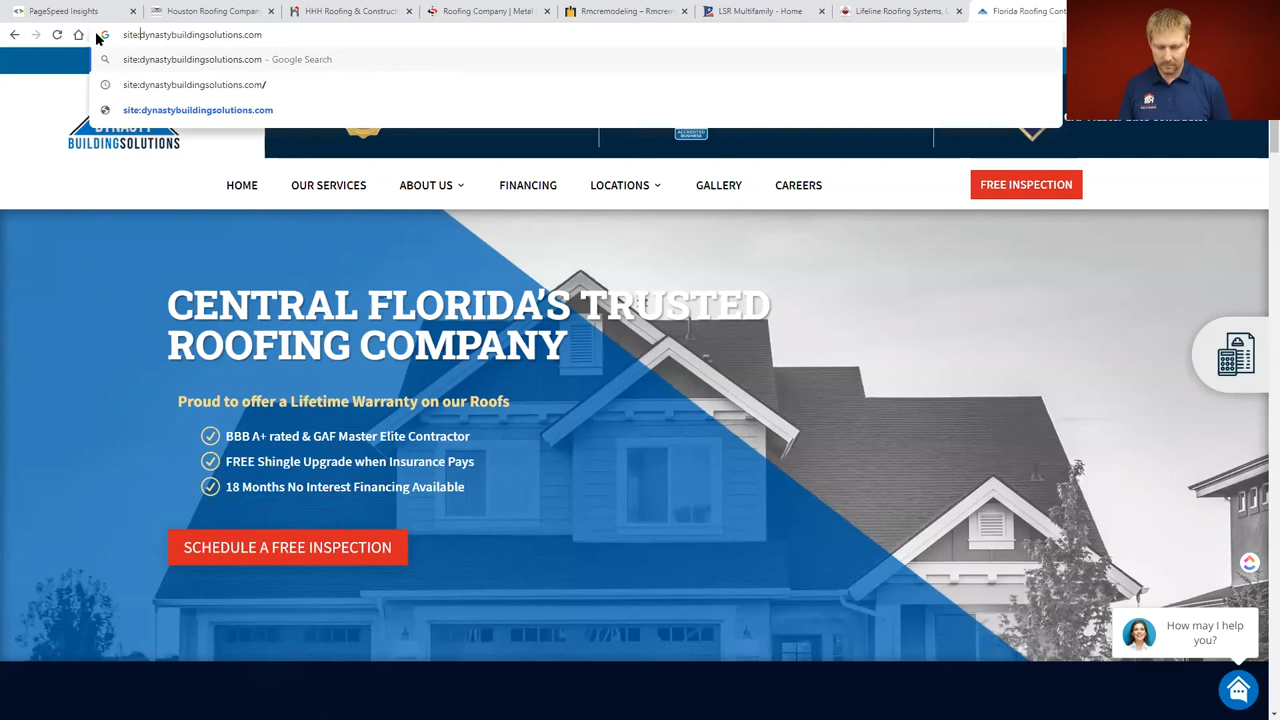 PageSpeed Insights
Houston Roofing Compan
HHH Roofing & Construct
Roofing Company | Metal
Rmcremodeling – Rmcrem
LSR Multifamily - Home
Lifeline Roofing Systems, L
Florida Roofing Cont
site:dynastybuildingsolutions.com
site:dynastybuildingsolutions.com - Google Search
site:dynastybuildingsolutions.com/
site:dynastybuildingsolutions.com
BUILDINGSOLUTIONS
ACCREDITED
BUSINESS
HOME
OUR SERVICES
ABOUT US
FINANCING
LOCATIONS
GALLERY
CAREERS
FREE INSPECTION
CENTRAL FLORIDA'S TRUSTED
ROOFING COMPANY
Proud to offer a Lifetime Warranty on our Roofs
BBB A+ rated & GAF Master Elite Contractor
FREE Shingle Upgrade when Insurance Pays
18 Months No Interest Financing Available
SCHEDULE A FREE INSPECTION
How may I help
you?